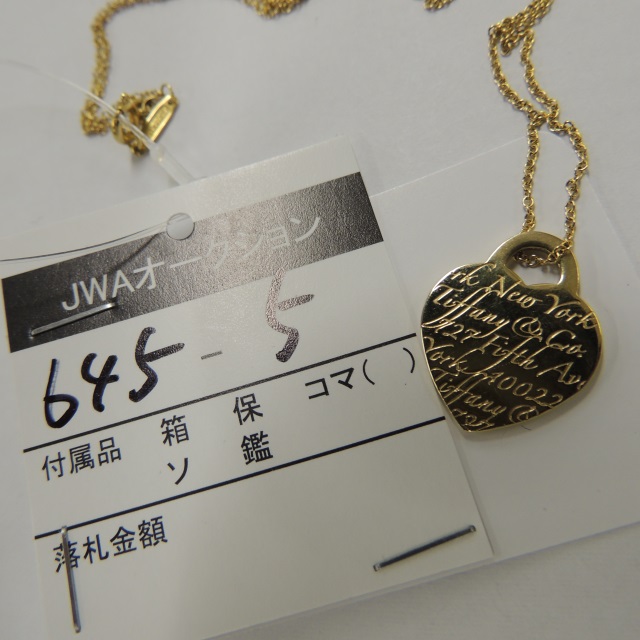 JWAオークション
645-5
付属品 箱 保 コマ( )
ソ 鑑
落札金額
New York
Tiffany & Co.
727 Fifth Av
York 10022
Tiffany &